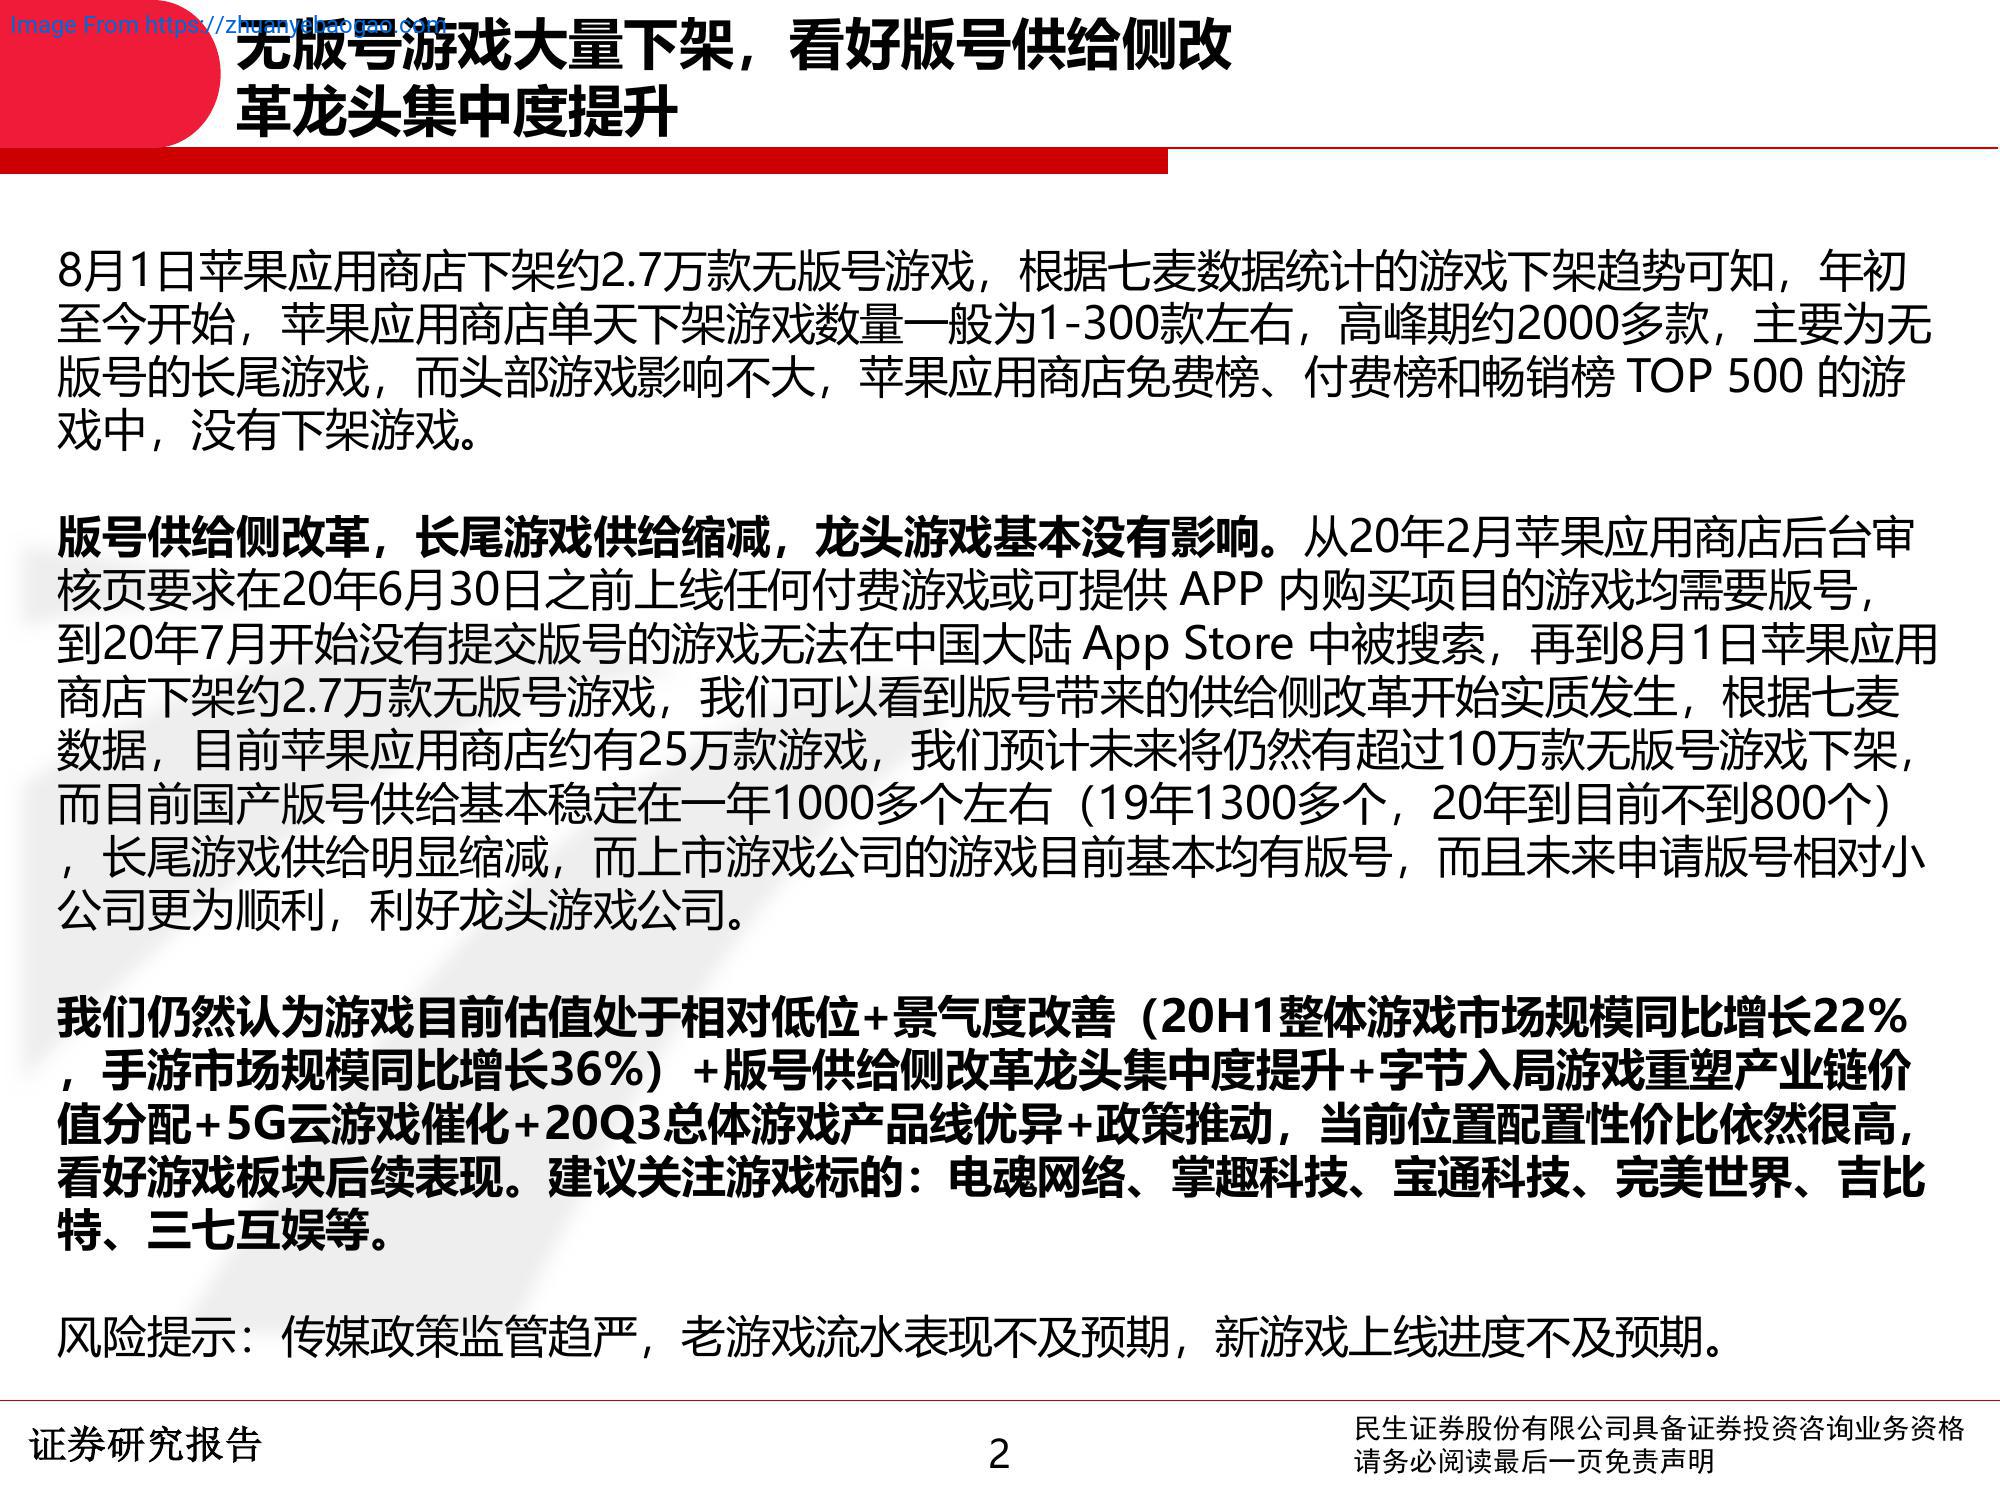 Image From https://zhuanyebaogao.com
无版号游戏大量下架，看好版号供给侧改
革龙头集中度提升
8月1日苹果应用商店下架约2.7万款无版号游戏，根据七麦数据统计的游戏下架趋势可知，年初
至今开始，苹果应用商店单天下架游戏数量一般为1-300款左右，高峰期约2000多款，主要为无
版号的长尾游戏，而头部游戏影响不大，苹果应用商店免费榜、付费榜和畅销榜 TOP 500 的游
戏中，没有下架游戏。
版号供给侧改革，长尾游戏供给缩减，龙头游戏基本没有影响。从20年2月苹果应用商店后台审
核页要求在20年6月30日之前上线任何付费游戏或可提供 APP 内购买项目的游戏均需要版号，
到20年7月开始没有提交版号的游戏无法在中国大陆 App Store 中被搜索，再到8月1日苹果应用
商店下架约2.7万款无版号游戏，我们可以看到版号带来的供给侧改革开始实质发生，根据七麦
数据，目前苹果应用商店约有25万款游戏，我们预计未来将仍然有超过10万款无版号游戏下架，
而目前国产版号供给基本稳定在一年1000多个左右（19年1300多个，20年到目前不到800个）
，长尾游戏供给明显缩减，而上市游戏公司的游戏目前基本均有版号，而且未来申请版号相对小
公司更为顺利，利好龙头游戏公司。
我们仍然认为游戏目前估值处于相对低位+景气度改善（20H1整体游戏市场规模同比增长22%
，手游市场规模同比增长36%）+版号供给侧改革龙头集中度提升+字节入局游戏重塑产业链价
值分配+5G云游戏催化+20Q3总体游戏产品线优异+政策推动，当前位置配置性价比依然很高，
看好游戏板块后续表现。建议关注游戏标的：电魂网络、掌趣科技、宝通科技、完美世界、吉比
特、三七互娱等。
风险提示：传媒政策监管趋严，老游戏流水表现不及预期，新游戏上线进度不及预期。
证券研究报告
2
民生证券股份有限公司具备证券投资咨询业务资格
请务必阅读最后一页免责声明